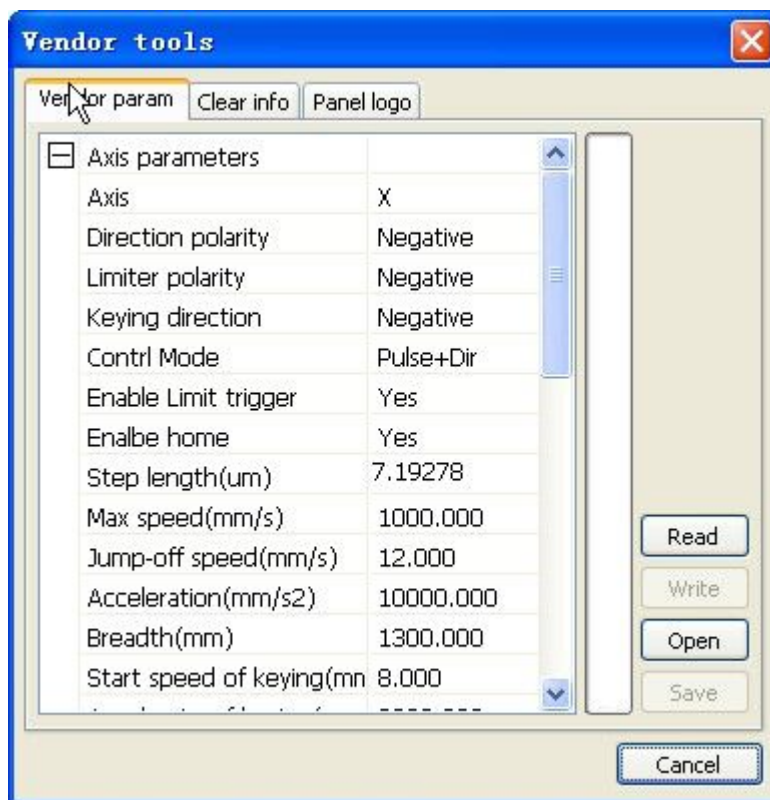 Vendor tools
Vendor param Clear info Panel logo
Axis parameters
Axis X
Direction polarity Negative
Limiter polarity Negative
Keying direction Negative
Contrl Mode Pulse+Dir
Enable Limit trigger Yes
Enalbe home Yes
Step length(um) 7.19278
Max speed(mm/s) 1000.000
Jump-off speed(mm/s) 12.000
Acceleration(mm/s2) 10000.000
Breadth(mm) 1300.000
Start speed of keying(mm 8.000
Read
Write
Open
Save
Cancel